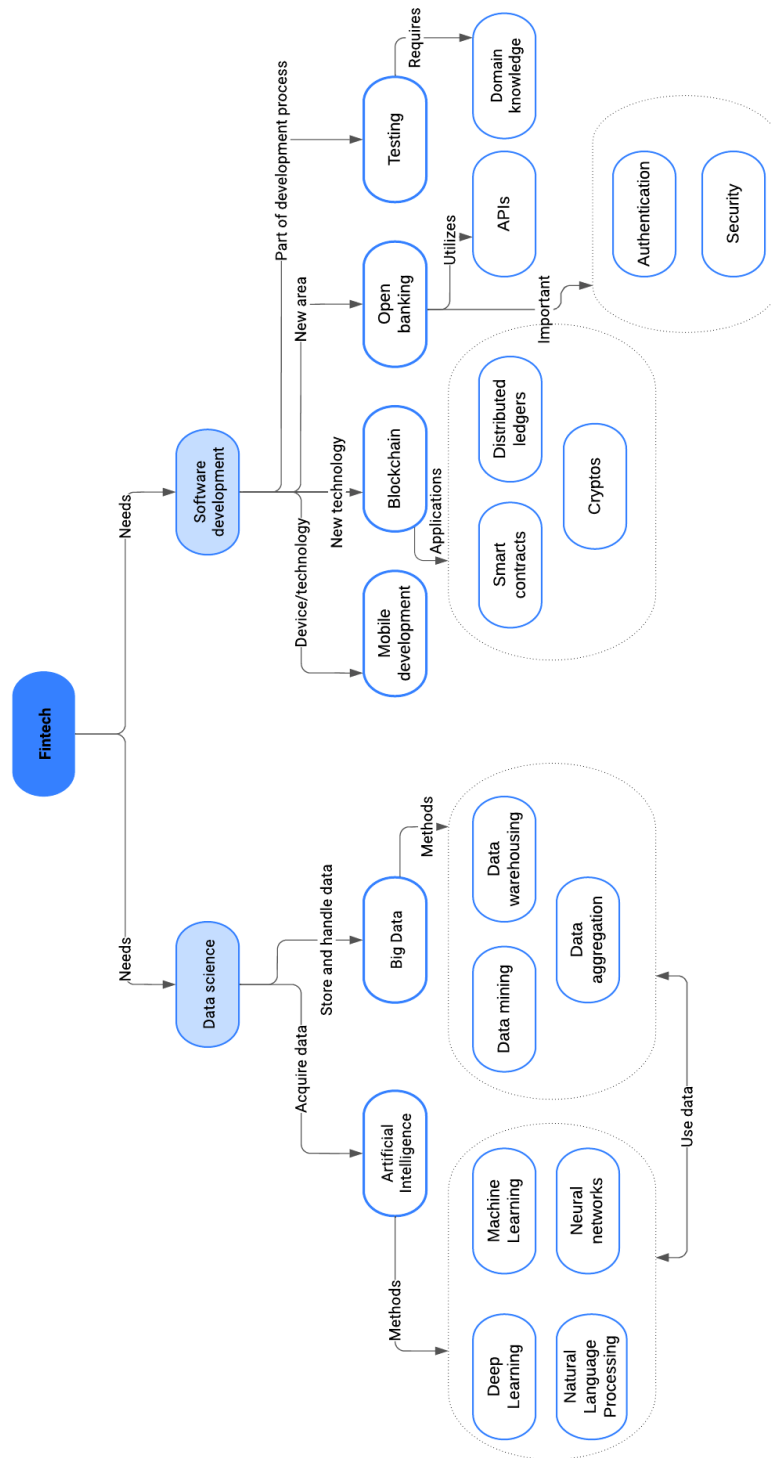 Fintech
Needs
Needs
Data science
Software
development
Acquire data
Store and handle data
Device/technology
New technology
New area
Part of development process
Artificial
Intelligence
Big Data
Mobile
development
Blockchain
Open
banking
Testing
Methods
Methods
Applications
Utilizes
Requires
Important
Deep
Learning
Machine
Learning
Natural
Language
Processing
Neural
networks
Data mining
Data
warehousing
Data
aggregation
Smart
contracts
Distributed
ledgers
Cryptos
APIs
Domain
knowledge
Authentication
Security
Use data